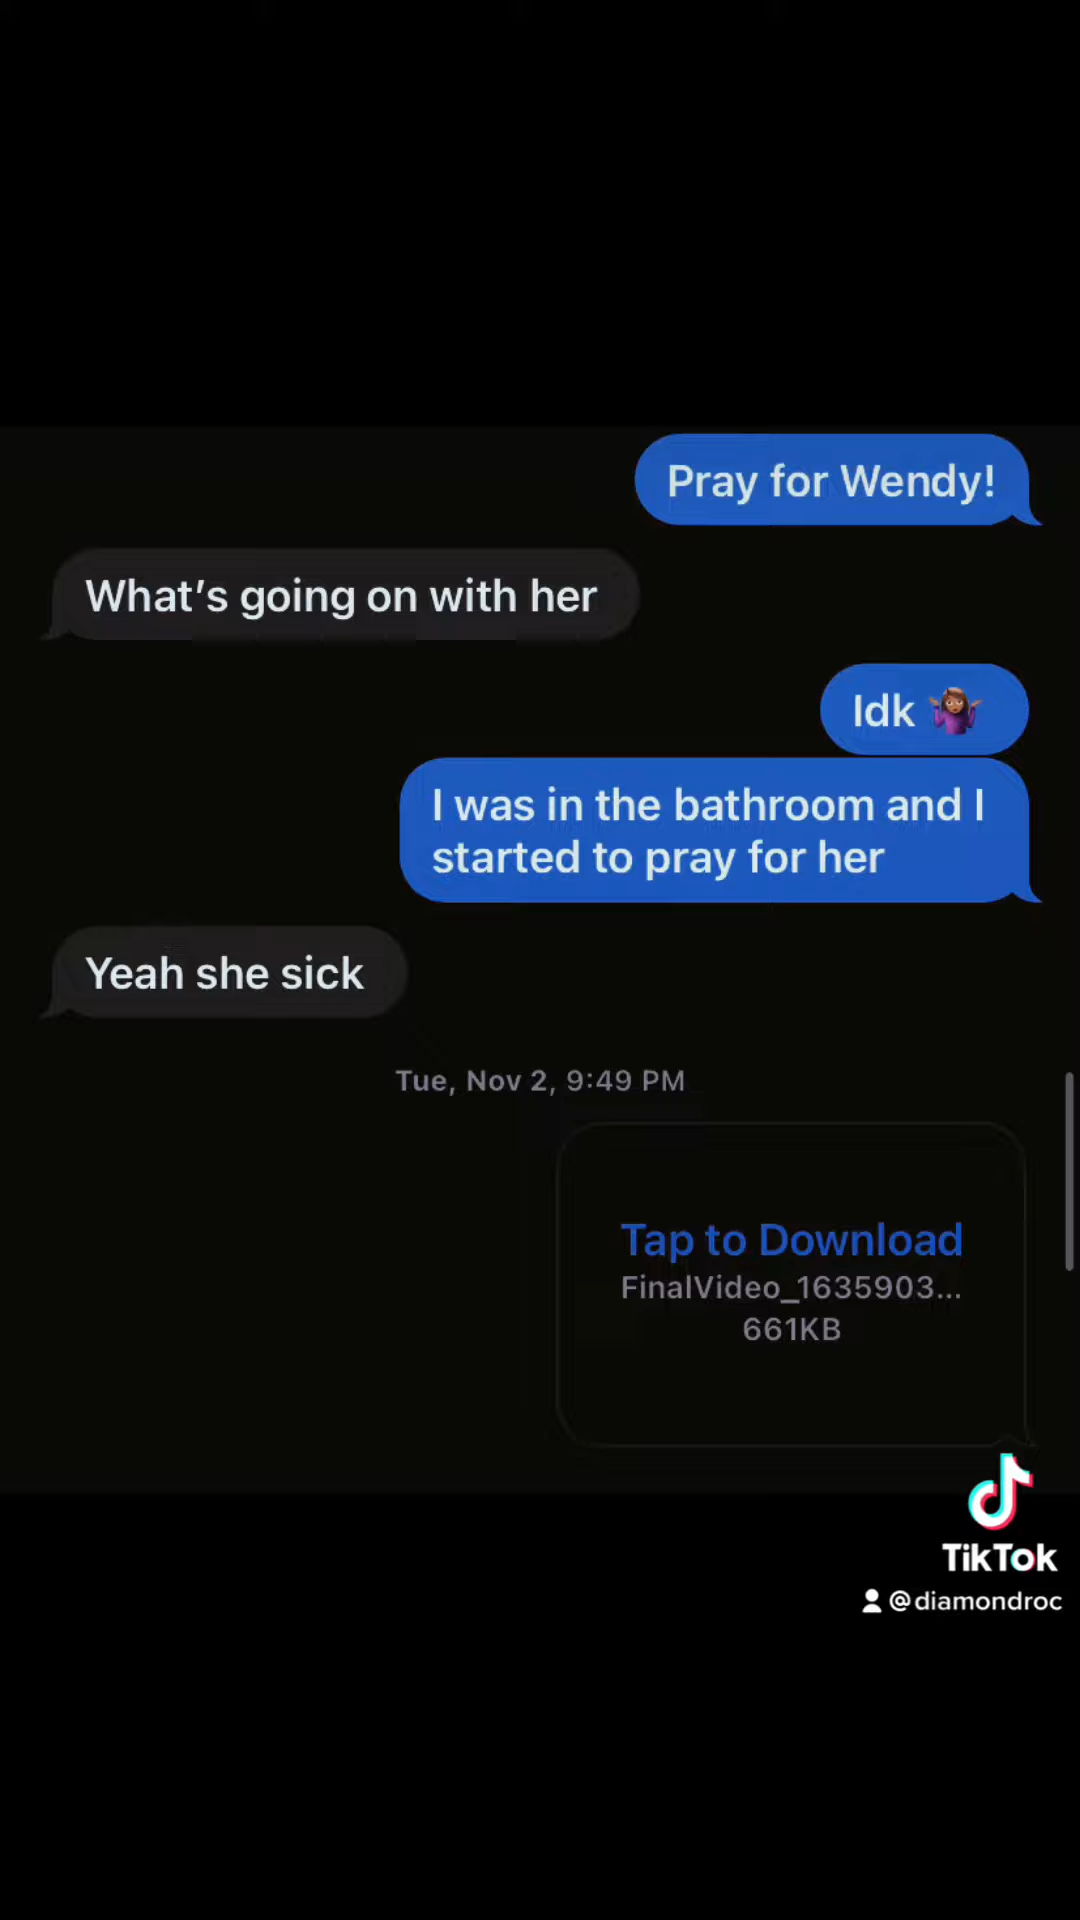 Pray for Wendy!
What's going on with her
Idk 🤷🏾‍♀️
I was in the bathroom and I
started to pray for her
Yeah she sick
Tue, Nov 2, 9:49 PM
Tap to Download
FinalVideo_1635903...
661KB
TikTok
@diamondroc